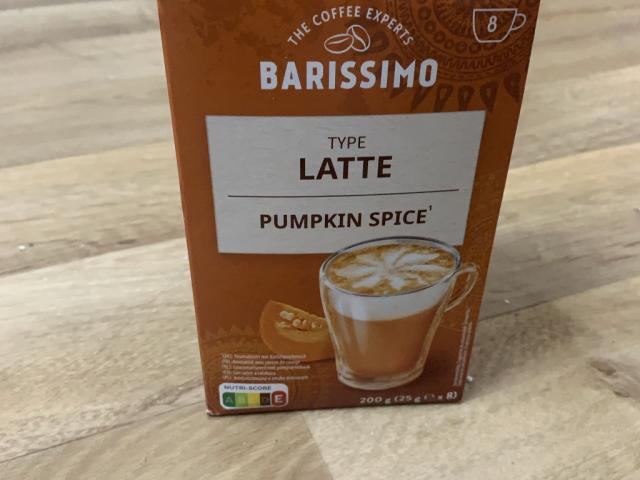 THE COFFEE EXPERTS
8
BARISSIMO
TYPE
LATTE
PUMPKIN SPICE¹
NUTRI-SCORE
A B C D E
200 g (25 g ℮ x 8)